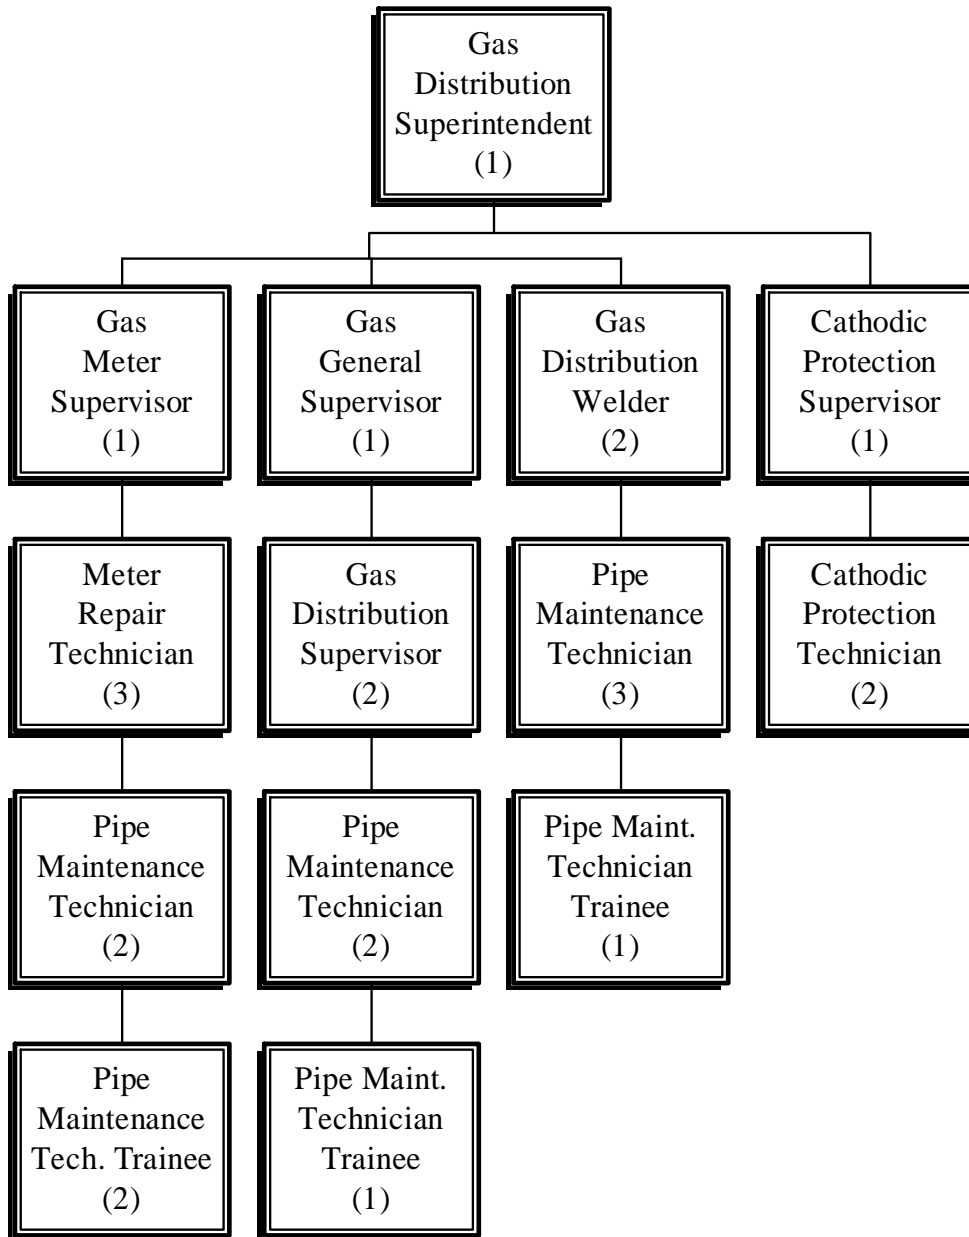 Gas
Distribution
Superintendent
(1)
Gas
Meter
Supervisor
(1)
Gas
General
Supervisor
(1)
Gas
Distribution
Welder
(2)
Cathodic
Protection
Supervisor
(1)
Meter
Repair
Technician
(3)
Gas
Distribution
Supervisor
(2)
Pipe
Maintenance
Technician
(3)
Cathodic
Protection
Technician
(2)
Pipe
Maintenance
Technician
(2)
Pipe
Maintenance
Technician
(2)
Pipe Maint.
Technician
Trainee
(1)
Pipe
Maintenance
Tech. Trainee
(2)
Pipe Maint.
Technician
Trainee
(1)